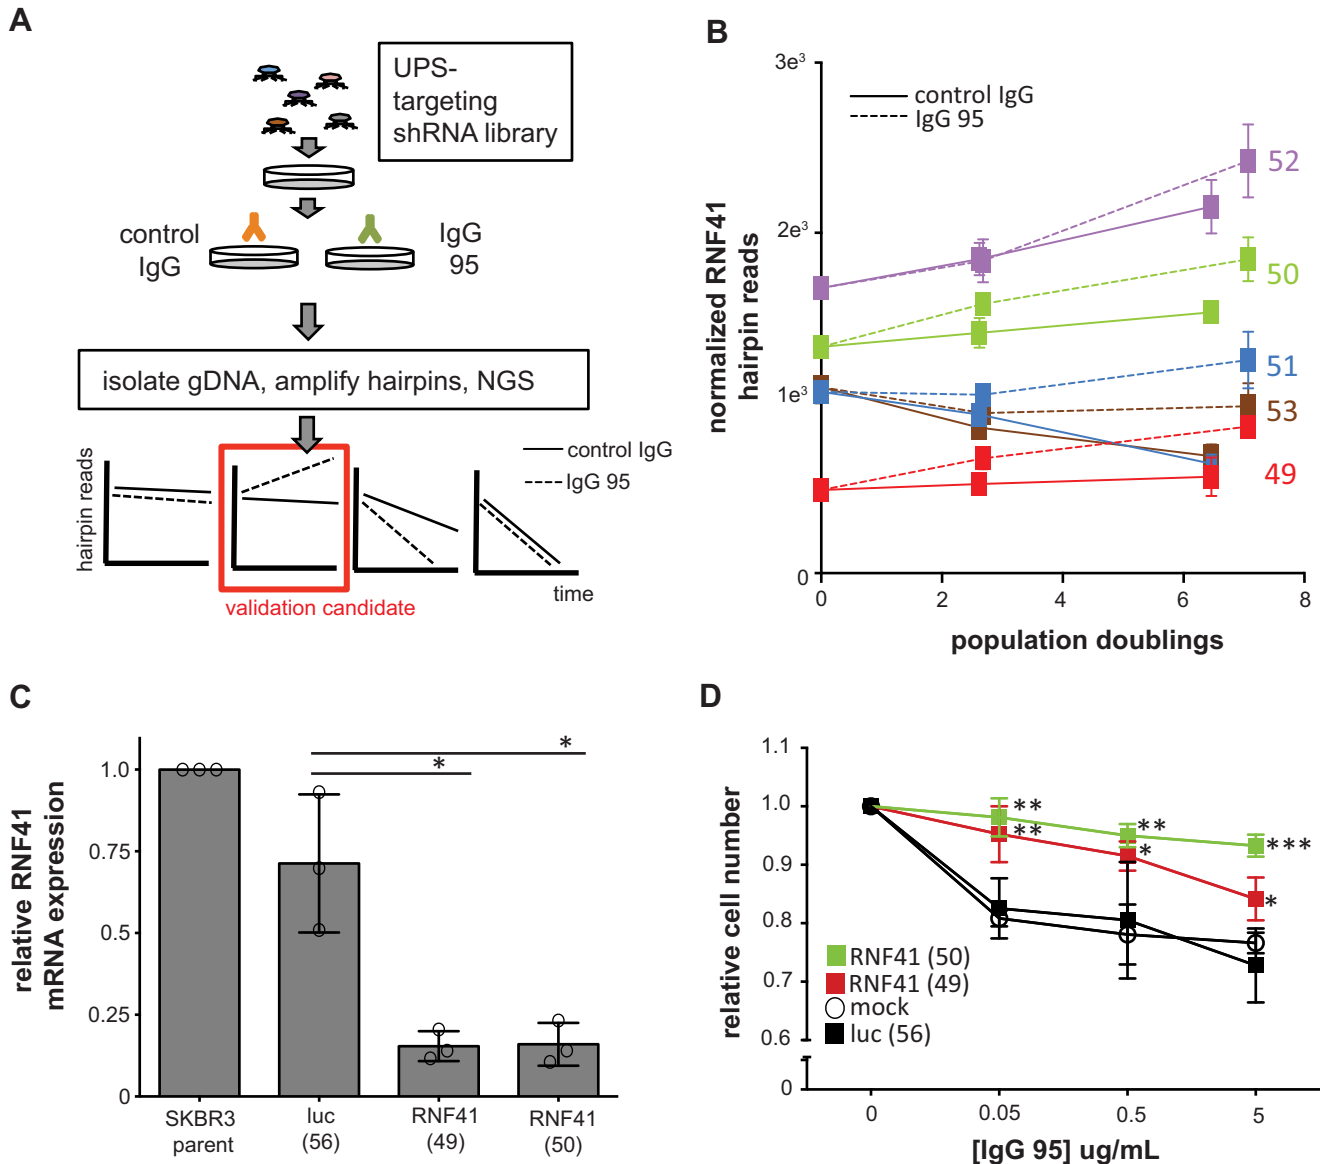 A
UPS-
targeting
shRNA library
control
IgG
IgG
95
isolate gDNA, amplify hairpins, NGS
control IgG
IgG 95
hairpin reads
time
validation candidate
B
3e³
2e³
1e³
0
normalized RNF41
hairpin reads
control IgG
IgG 95
52
50
51
53
49
0 2 4 6 8
population doublings
C
relative RNF41
mRNA expression
1.0
0.75
0.5
0.25
0
*
*
SKBR3
parent
luc
(56)
RNF41
(49)
RNF41
(50)
D
relative cell number
1.1
1.0
0.9
0.8
0.7
0.6
0
**
**
**
*
***
*
RNF41 (50)
RNF41 (49)
mock
luc (56)
0 0.05 0.5 5
[IgG 95] ug/mL